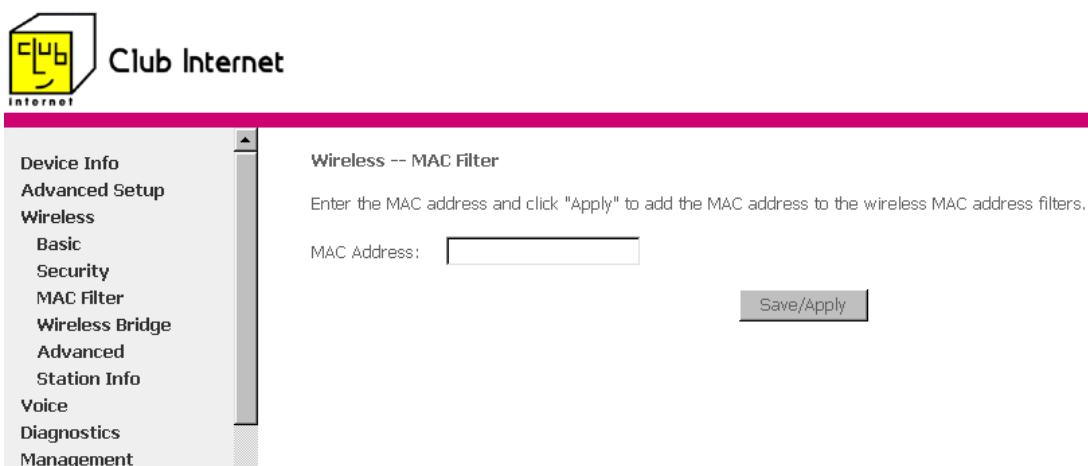 club
internet
Club Internet
Device Info
Advanced Setup
Wireless
Basic
Security
MAC Filter
Wireless Bridge
Advanced
Station Info
Voice
Diagnostics
Management
Wireless -- MAC Filter
Enter the MAC address and click "Apply" to add the MAC address to the wireless MAC address filters.
MAC Address:
Save/Apply